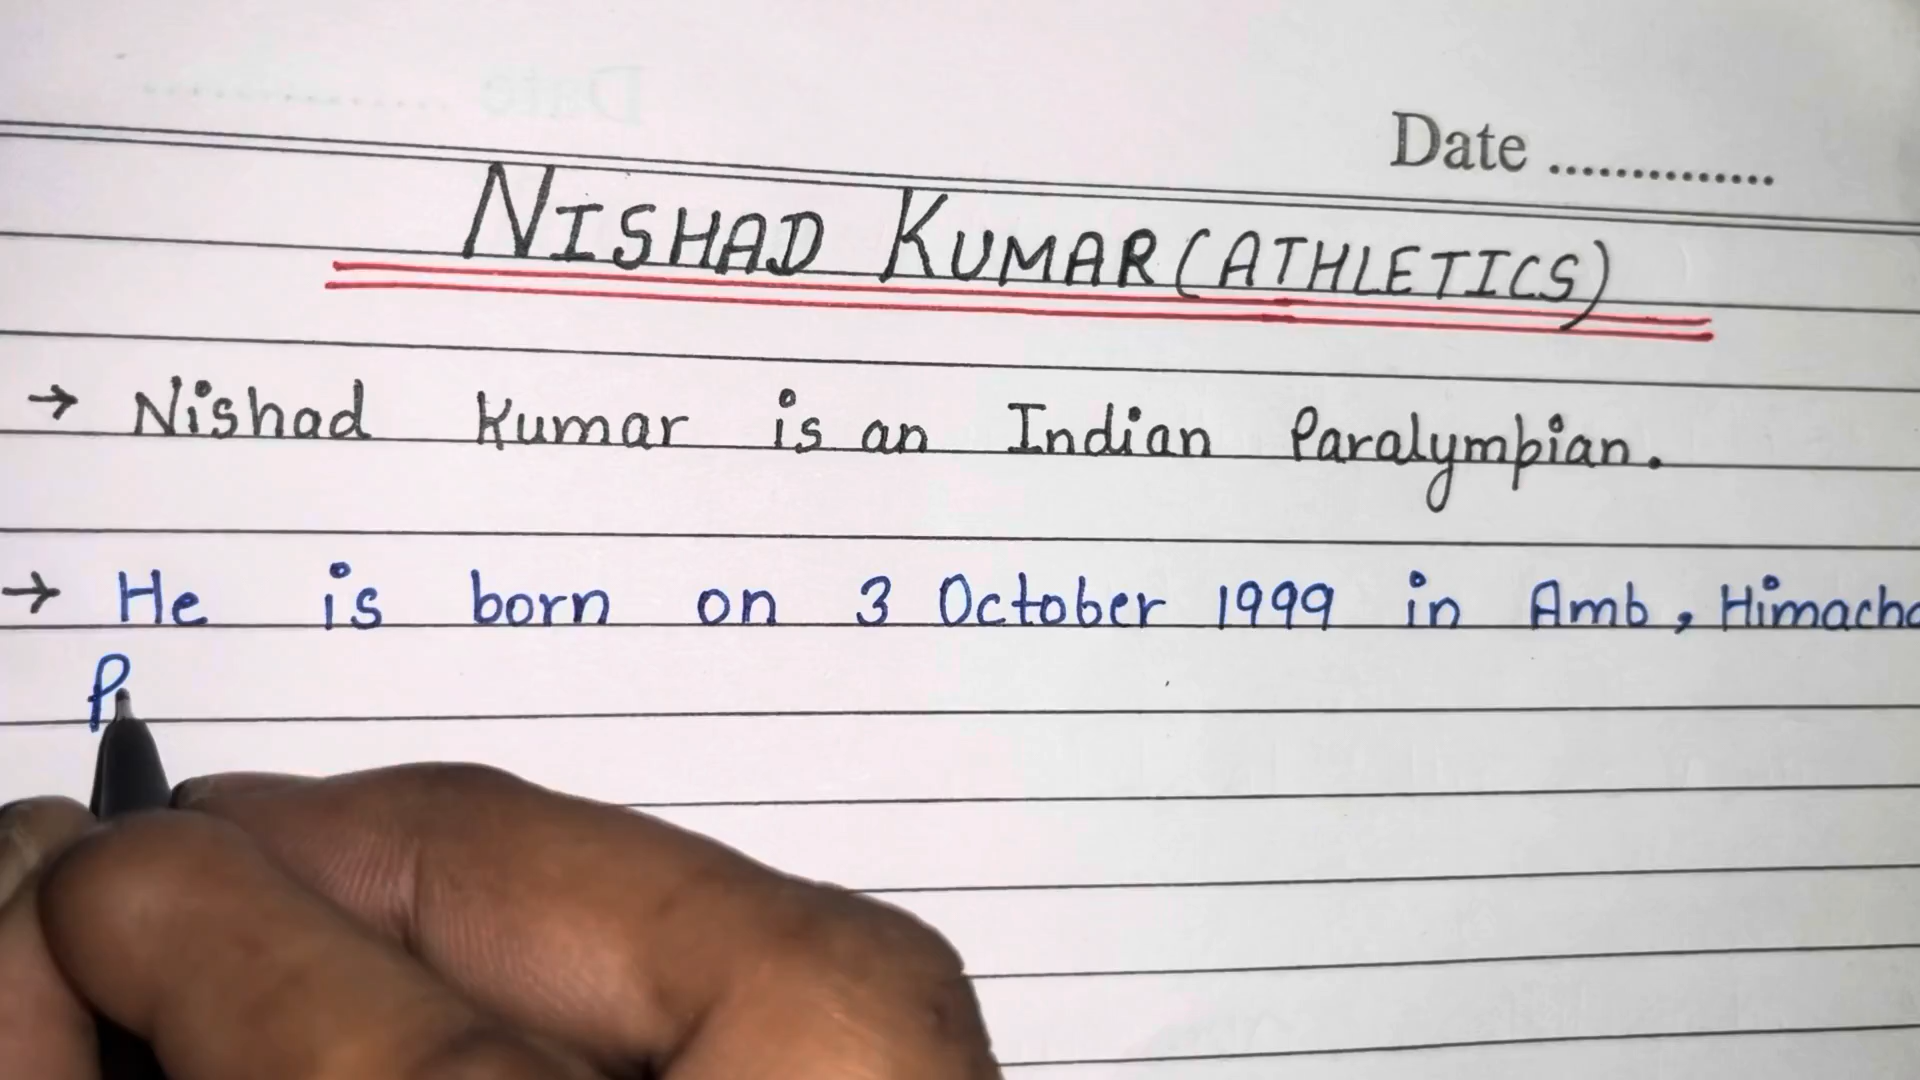 Date ..............
NISHAD KUMAR (ATHLETICS)
→ Nishad Kumar is an Indian Paralympian.
→ He is born on 3 October 1999 in Amb, Himacha
P